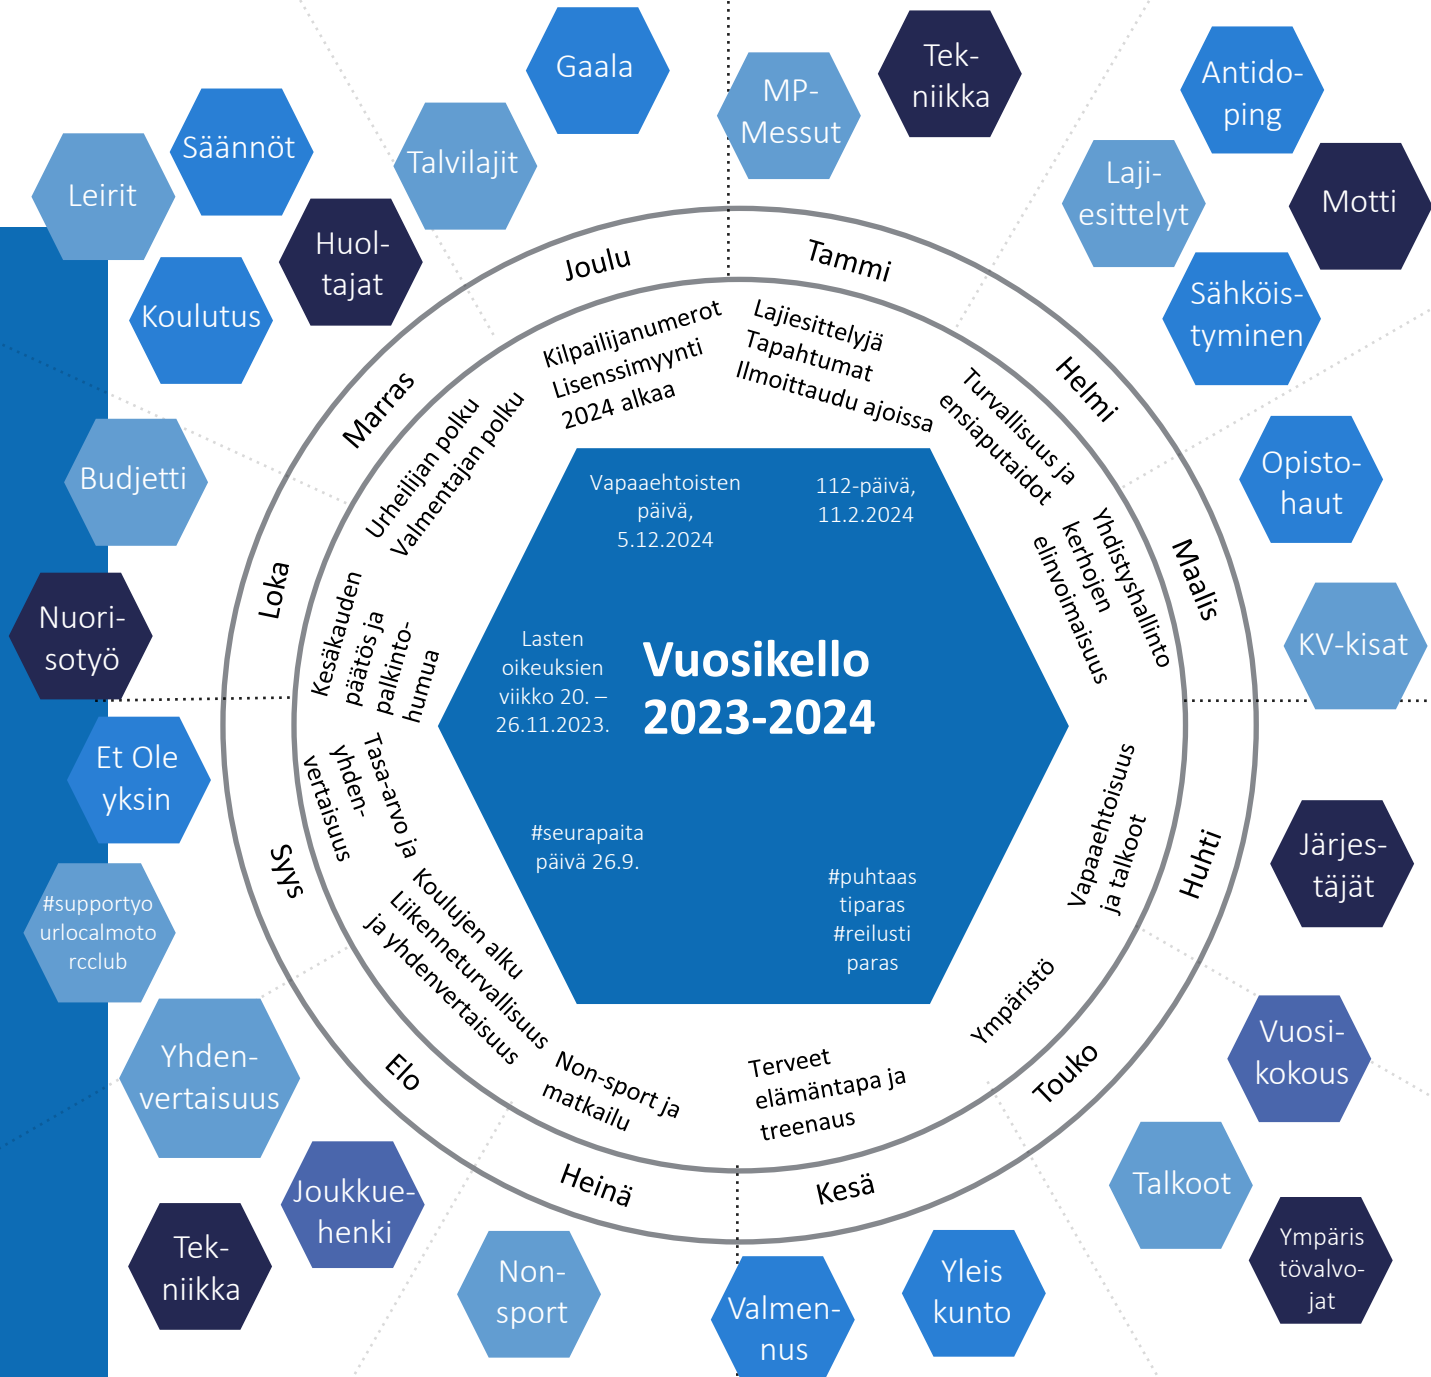 Gaala
MP-
Messut
Tek-
niikka
Antido-
ping
Laji-
esittelyt
Motti
Sähköis-
tyminen
Opisto-
haut
KV-kisat
Järjes-
täjät
Vuosi-
kokous
Talkoot
Ympäris
tövalvo-
jat
Yleis
kunto
Valmen-
nus
Non-
sport
Joukkue-
henki
Tek-
niikka
Yhden-
vertaisuus
#supportyo
urlocalmoto
rcclub
Et Ole
yksin
Nuori-
sotyö
Budjetti
Koulutus
Huol-
tajat
Leirit
Säännöt
Talvilajit
Tammi
Helmi
Maalis
Huhti
Touko
Kesä
Heinä
Elo
Syys
Loka
Marras
Joulu
Lajiesittelyjä
Tapahtumat
Ilmoittaudu ajoissa
Turvallisuus ja
ensiaputaidot
Yhdistyshallinto
kerhojen
elinvoimaisuus
Vapaaehtoisuus
ja talkoot
Ympäristö
Terveet
elämäntapa ja
treenaus
Non-sport ja
matkailu
Koulujen alku
Liikenneturvallisuus
ja yhdenvertaisuus
Tasa-arvo ja
yhden-
vertaisuus
Kesäkauden
päätös ja
palkinto-
humua
Urheilijan polku
Valmentajan polku
Kilpailijanumerot
Lisenssimyynti
2024 alkaa
Vapaaehtoisten
päivä,
5.12.2024
112-päivä,
11.2.2024
Lasten
oikeuksien
viikko 20. –
26.11.2023.
Vuosikello
2023-2024
#seurapaita
päivä 26.9.
#puhtaas
tiparas
#reilusti
paras